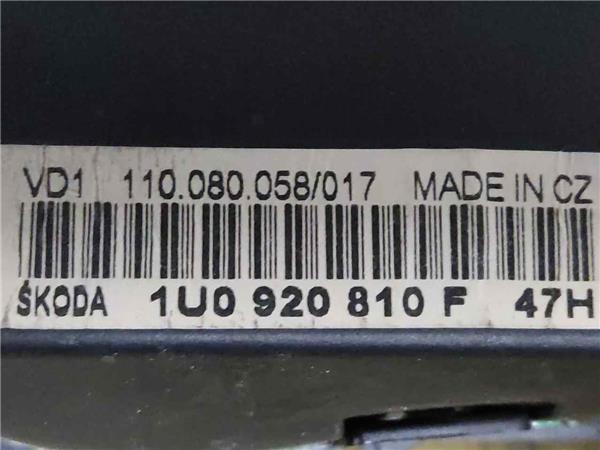 VD1 110.080.058/017 MADE IN CZ
ŠKODA 1U0 920 810 F 47H